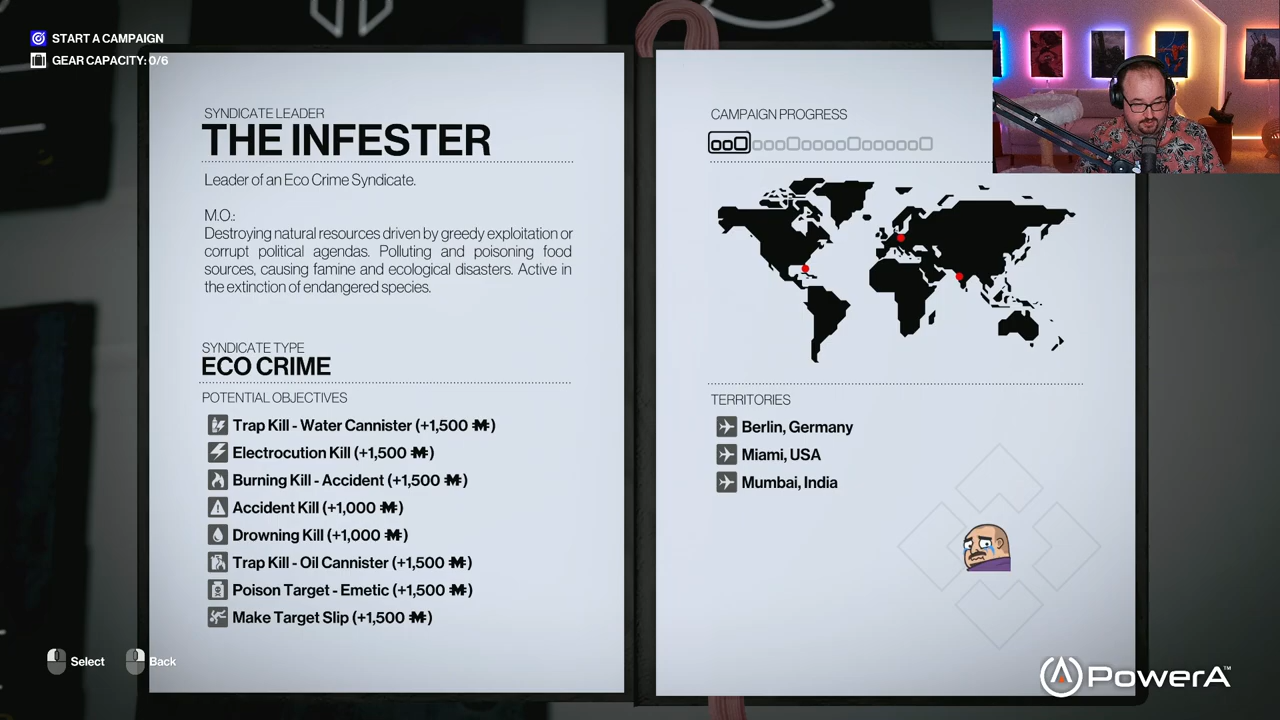 START A CAMPAIGN
GEAR CAPACITY: 0/6
SYNDICATE LEADER
THE INFESTER
Leader of an Eco Crime Syndicate.
M.O.:
Destroying natural resources driven by greedy exploitation or
corrupt political agendas. Polluting and poisoning food
sources, causing famine and ecological disasters. Active in
the extinction of endangered species.
SYNDICATE TYPE
ECO CRIME
POTENTIAL OBJECTIVES
Trap Kill - Water Cannister (+1,500 M)
Electrocution Kill (+1,500 M)
Burning Kill - Accident (+1,500 M)
Accident Kill (+1,000 M)
Drowning Kill (+1,000 M)
Trap Kill - Oil Cannister (+1,500 M)
Poison Target - Emetic (+1,500 M)
Make Target Slip (+1,500 M)
Select
Back
CAMPAIGN PROGRESS
TERRITORIES
Berlin, Germany
Miami, USA
Mumbai, India
PowerA™